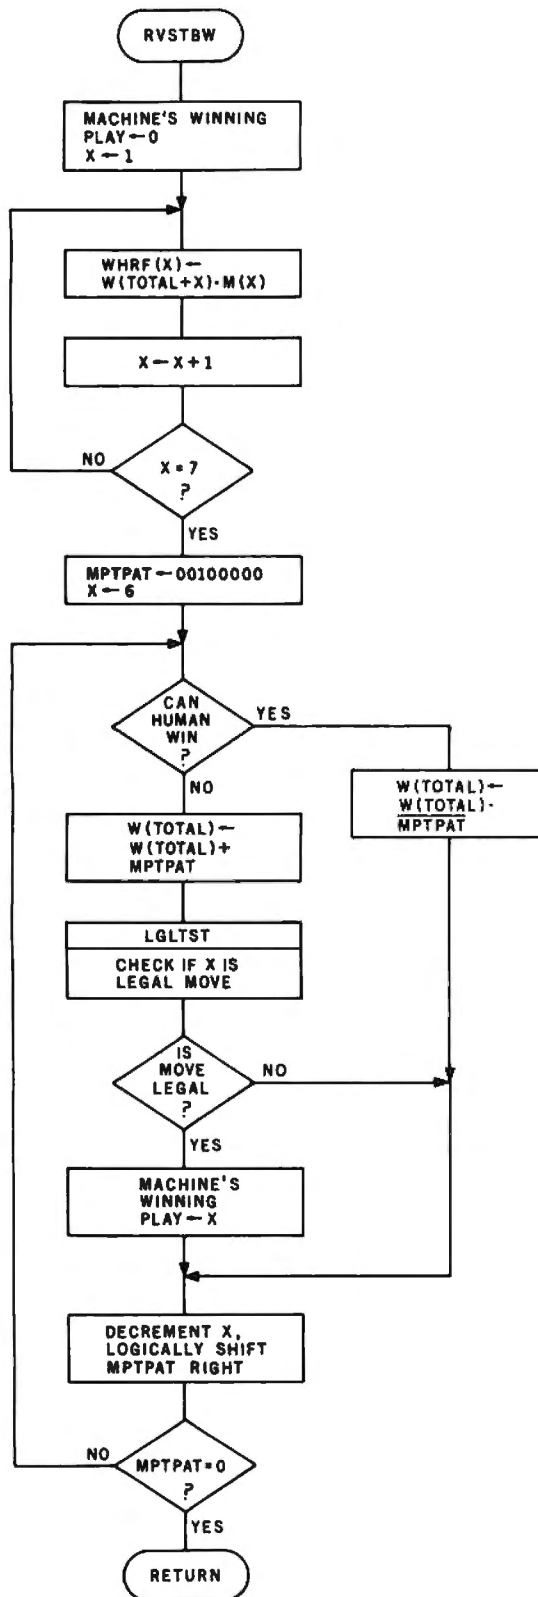 RVSTBW
MACHINE'S WINNING
PLAY ← 0
X ← 1
WHRF(X) ←
W(TOTAL+X)·M(X)
X ← X + 1
NO
X = 7
?
YES
MPTPAT ← 00100000
X ← 6
CAN
HUMAN
WIN
?
YES
NO
W(TOTAL) ←
W(TOTAL)·
MPTPAT
W(TOTAL) ←
W(TOTAL) +
MPTPAT
LGLTST
CHECK IF X IS
LEGAL MOVE
IS
MOVE
LEGAL
?
NO
YES
MACHINE'S
WINNING
PLAY ← X
DECREMENT X,
LOGICALLY SHIFT
MPTPAT RIGHT
NO
MPTPAT = 0
?
YES
RETURN